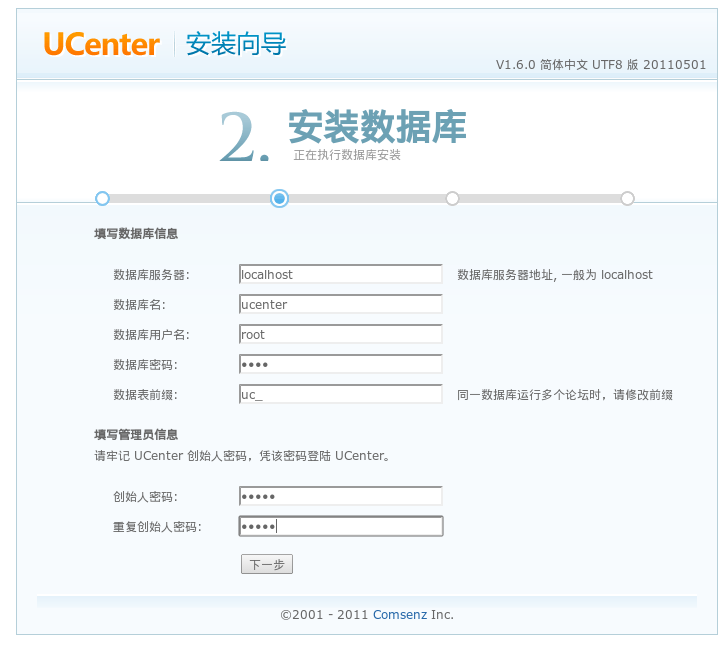 UCenter 安装向导
V1.6.0 简体中文 UTF8 版 20110501
2. 安装数据库
正在执行数据库安装
填写数据库信息
数据库服务器: localhost 数据库服务器地址, 一般为 localhost
数据库名: ucenter
数据库用户名: root
数据库密码: ••••
数据表前缀: uc_ 同一数据库运行多个论坛时，请修改前缀
填写管理员信息
请牢记 UCenter 创始人密码，凭该密码登陆 UCenter。
创始人密码: •••••
重复创始人密码: •••••
下一步
©2001 - 2011 Comsenz Inc.